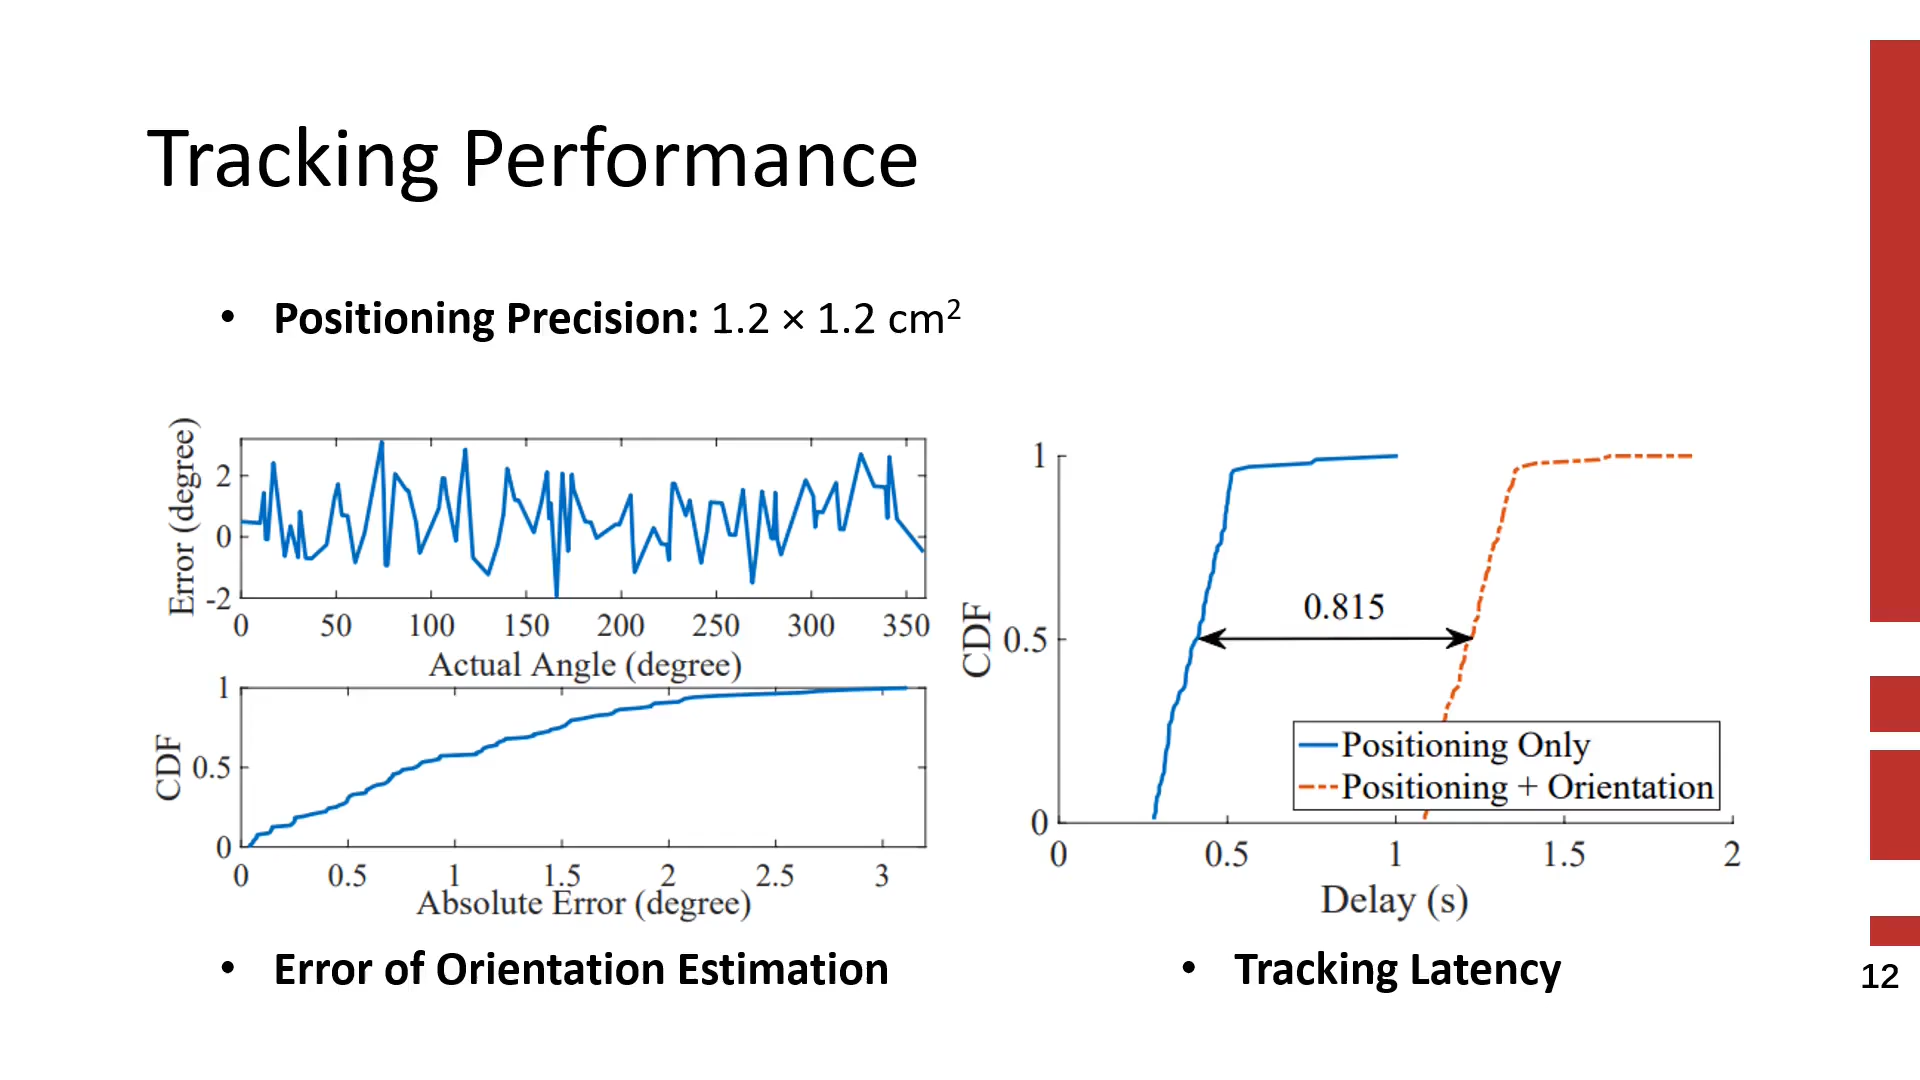 Tracking Performance
• Positioning Precision: 1.2 × 1.2 cm²
Error (degree)
2
0
-2
0 50 100 150 200 250 300 350
Actual Angle (degree)
CDF
1
0.5
0
0 0.5 1 1.5 2 2.5 3
Absolute Error (degree)
• Error of Orientation Estimation
CDF
1
0.5
0
0.815
Positioning Only
Positioning + Orientation
0 0.5 1 1.5 2
Delay (s)
• Tracking Latency
12